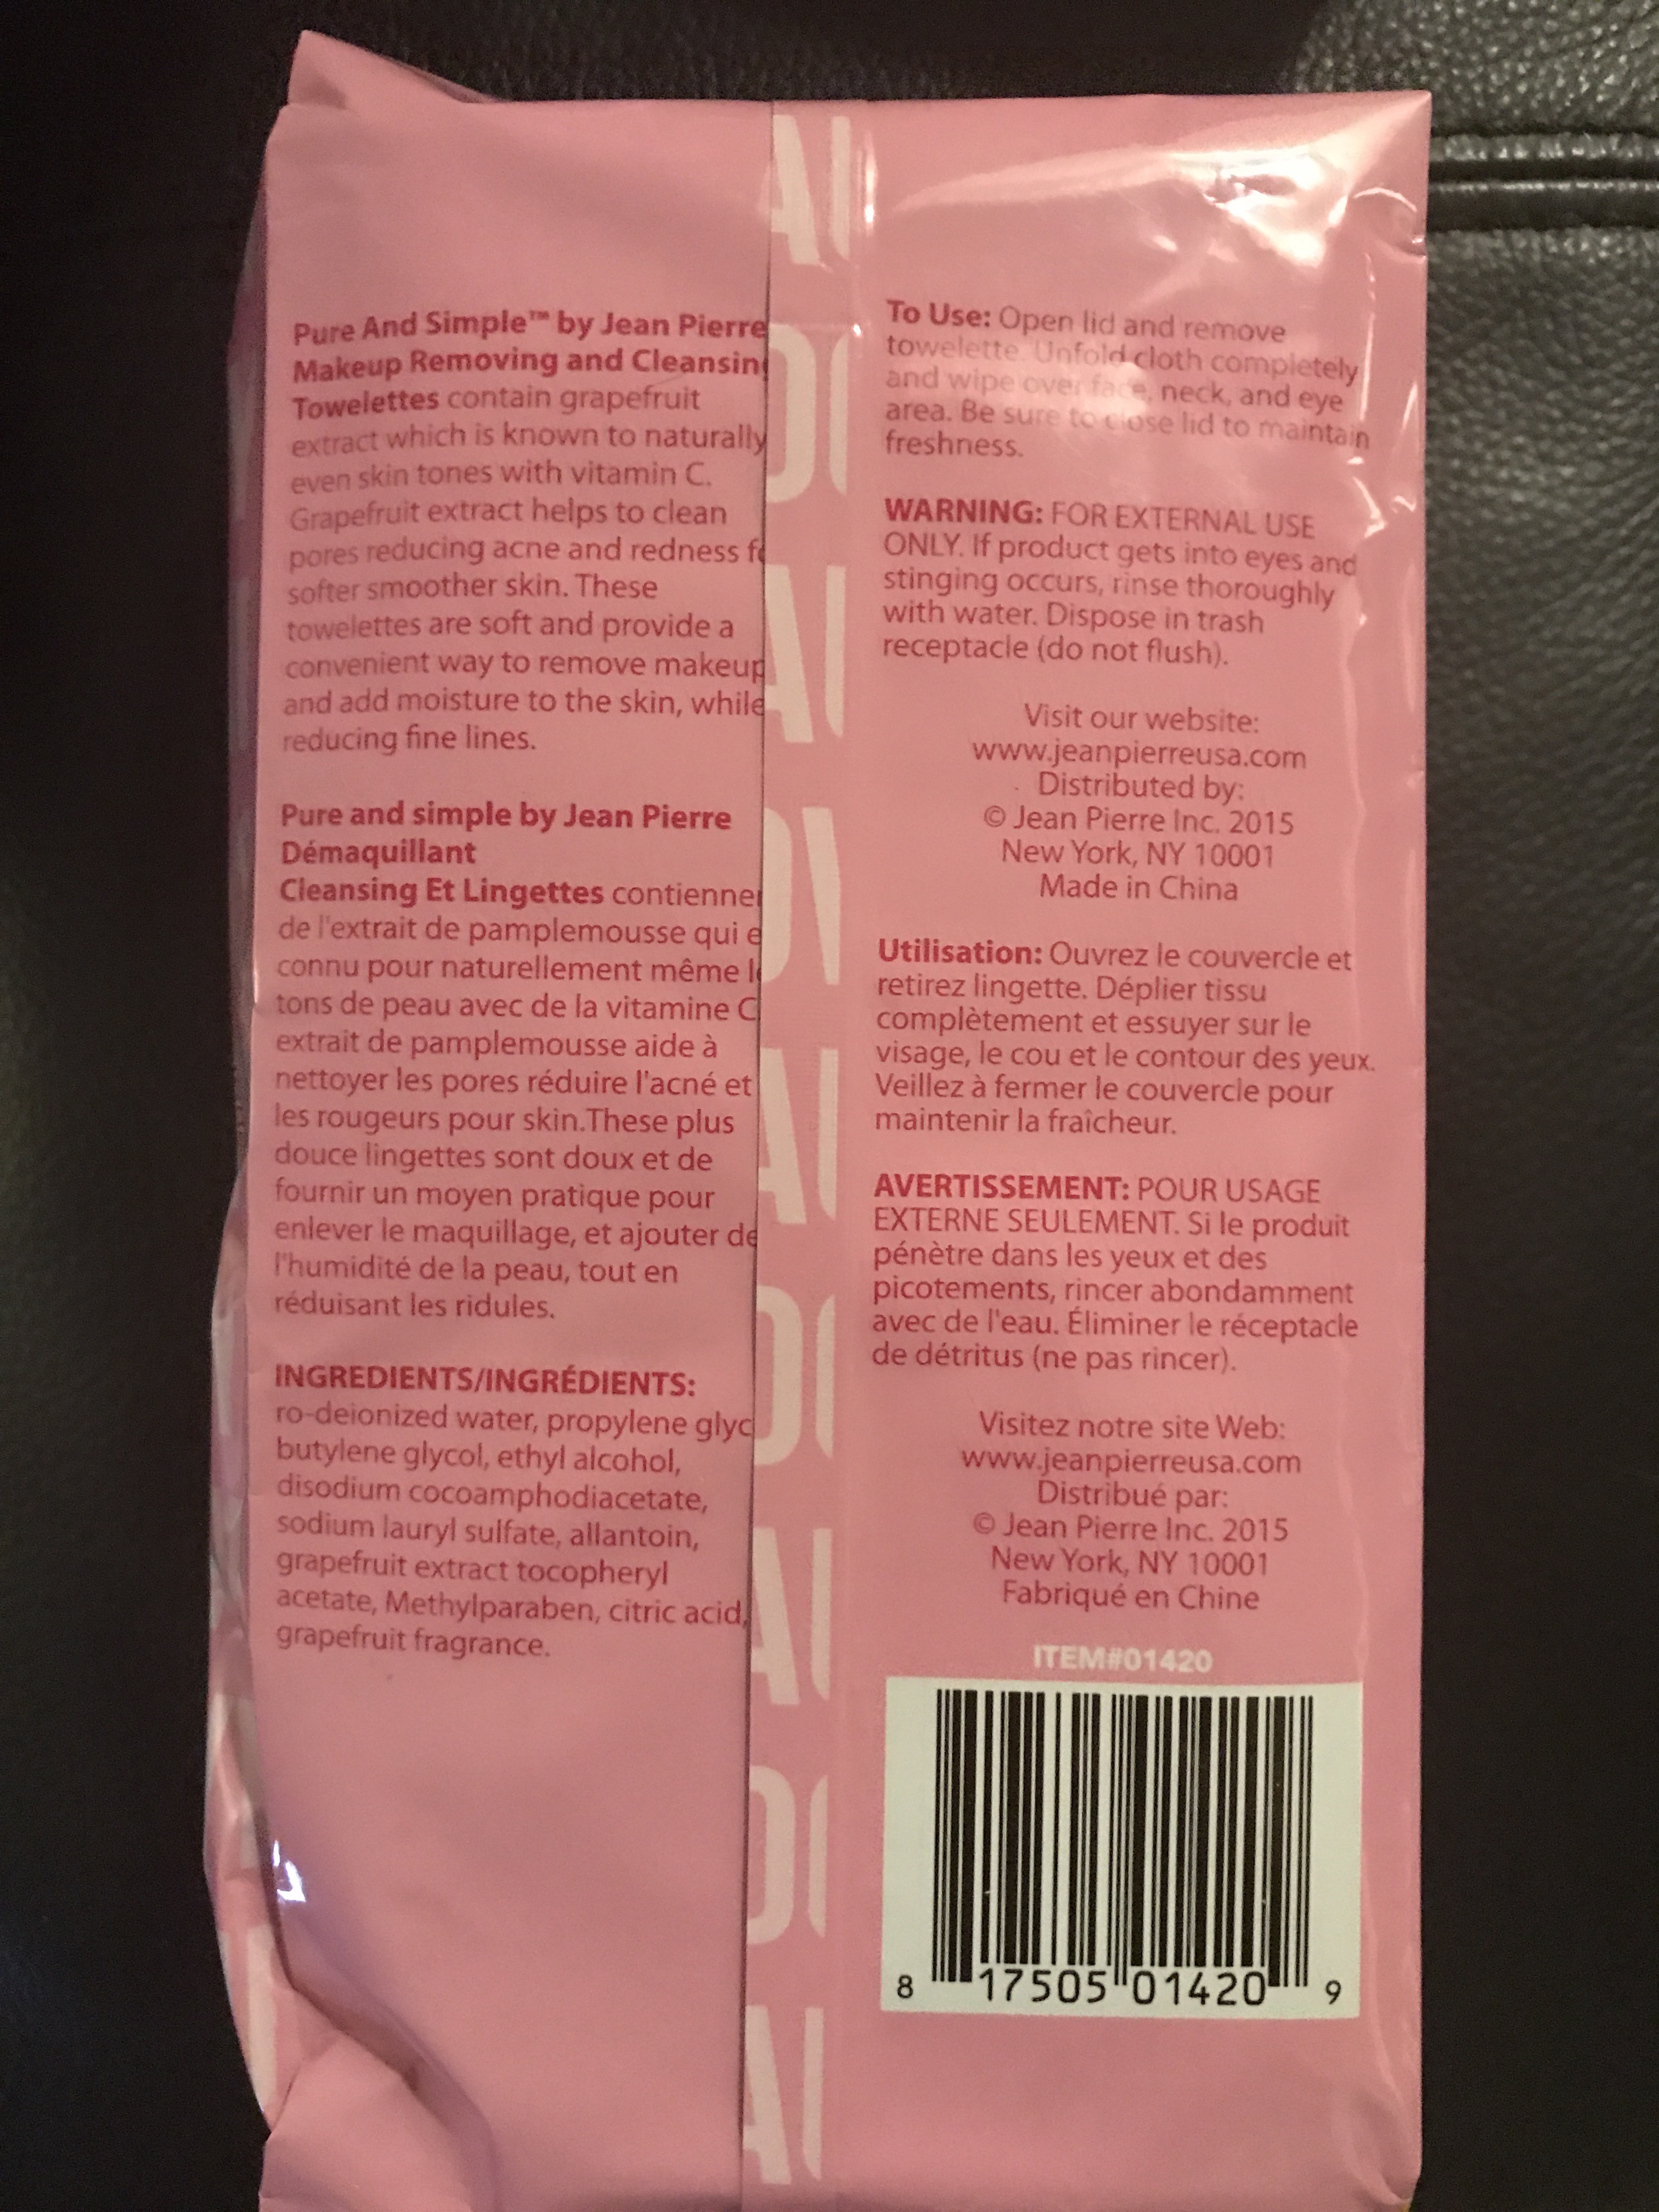 Pure And Simple™ by Jean Pierre
Makeup Removing and Cleansin
Towelettes contain grapefruit
extract which is known to naturally
even skin tones with vitamin C.
Grapefruit extract helps to clean
pores reducing acne and redness
softer smoother skin. These
towelettes are soft and provide a
convenient way to remove makeup
and add moisture to the skin, while
reducing fine lines.
Pure and simple by Jean Pierre
Démaquillant
Cleansing Et Lingettes contienne
de l'extrait de pamplemousse qui e
connu pour naturellement même l
tons de peau avec de la vitamine C
extrait de pamplemousse aide à
nettoyer les pores réduire l'acné et
les rougeurs pour skin.These plus
douce lingettes sont doux et de
fournir un moyen pratique pour
enlever le maquillage, et ajouter de
l'humidité de la peau, tout en
réduisant les ridules.
INGREDIENTS/INGRÉDIENTS:
ro-deionized water, propylene glyc
butylene glycol, ethyl alcohol,
disodium cocoamphodiacetate,
sodium lauryl sulfate, allantoin,
grapefruit extract tocopheryl
acetate, Methylparaben, citric acid,
grapefruit fragrance.
To Use: Open lid and remove
towelette. Unfold cloth completely
and wipe over face, neck, and eye
area. Be sure to close lid to maintain
freshness.
WARNING: FOR EXTERNAL USE
ONLY. If product gets into eyes and
stinging occurs, rinse thoroughly
with water. Dispose in trash
receptacle (do not flush).
Visit our website:
www.jeanpierreusa.com
Distributed by:
© Jean Pierre Inc. 2015
New York, NY 10001
Made in China
Utilisation: Ouvrez le couvercle et
retirez lingette. Déplier tissu
complètement et essuyer sur le
visage, le cou et le contour des yeux.
Veillez à fermer le couvercle pour
maintenir la fraîcheur.
AVERTISSEMENT: POUR USAGE
EXTERNE SEULEMENT. Si le produit
pénètre dans les yeux et des
picotements, rincer abondamment
avec de l'eau. Éliminer le réceptacle
de détritus (ne pas rincer).
Visitez notre site Web:
www.jeanpierreusa.com
Distribué par:
© Jean Pierre Inc. 2015
New York, NY 10001
Fabriqué en Chine
ITEM#01420
8 17505 01420 9